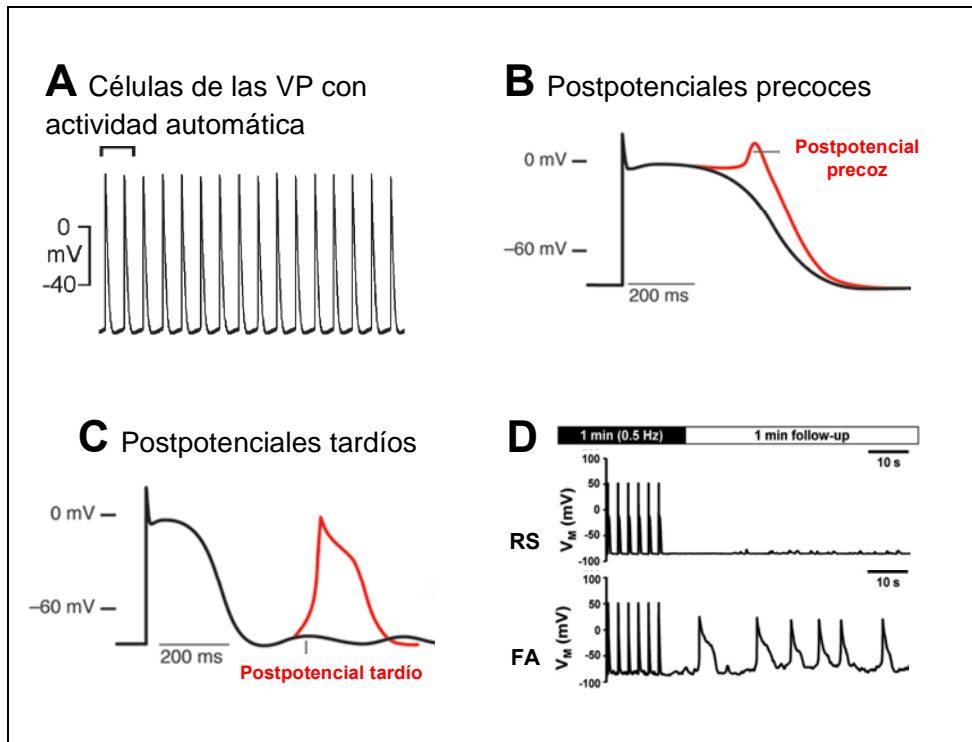 A Células de las VP con
actividad automática
0
mV
-40
B Postpotenciales precoces
0 mV
Postpotencial
precoz
–60 mV
200 ms
C Postpotenciales tardíos
0 mV
–60 mV
200 ms
Postpotencial tardío
D
1 min (0.5 Hz) 1 min follow-up
10 s
RS
V_M (mV)
100
50
0
-50
-100
10 s
FA
V_M (mV)
100
50
0
-50
-100